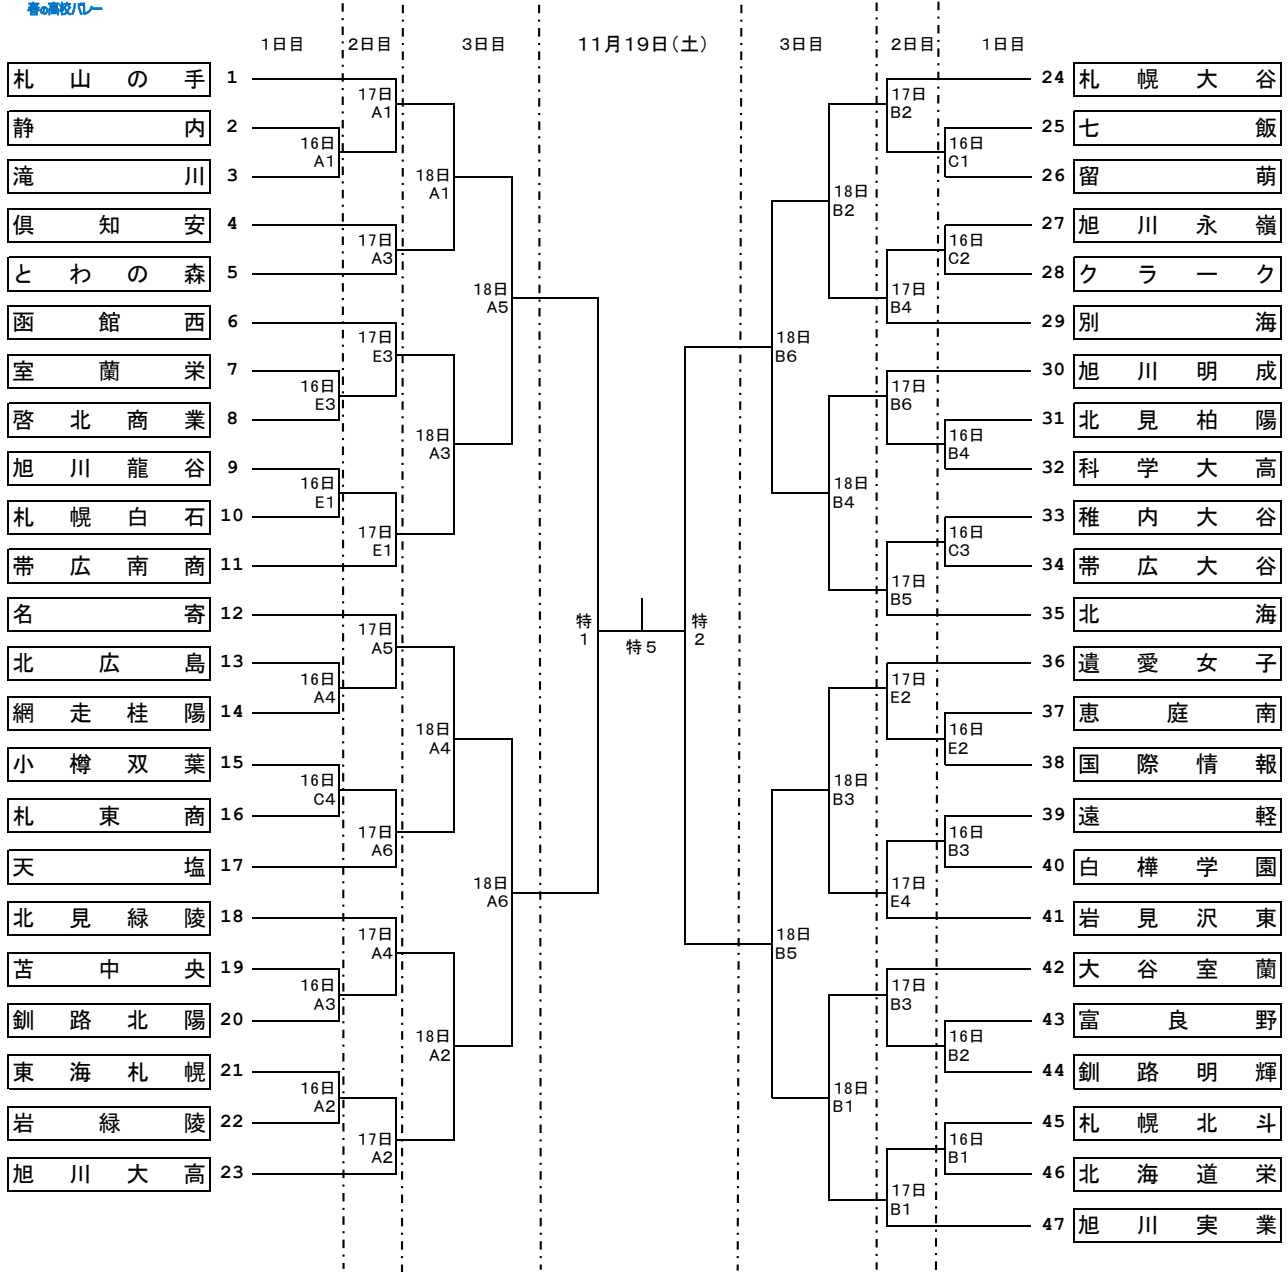 春の高校バレー
1日目 2日目 3日目 11月19日(土) 3日目 2日目 1日目
札山の手 1
静内 2
滝川 3
倶知安 4
とわの森 5
函館西 6
室蘭栄 7
啓北商業 8
旭川龍谷 9
札幌白石 10
帯広南商 11
名寄 12
北広島 13
網走桂陽 14
小樽双葉 15
札東商 16
天塩 17
北見緑陵 18
苫中央 19
釧路北陽 20
東海札幌 21
岩緑陵 22
旭川大高 23
16日
A1
16日
E3
16日
E1
16日
A4
16日
C4
16日
A3
16日
A2
17日
A1
17日
A3
17日
E3
17日
E1
17日
A5
17日
A6
17日
A4
17日
A2
18日
A1
18日
A3
18日
A4
18日
A2
18日
A5
18日
A6
特
1
特5
特
2
18日
B6
18日
B5
18日
B2
18日
B4
18日
B3
18日
B1
17日
B2
17日
B4
17日
B6
17日
B5
17日
E2
17日
E4
17日
B3
17日
B1
16日
C1
16日
C2
16日
B4
16日
C3
16日
E2
16日
B3
16日
B2
16日
B1
24 札幌大谷
25 七飯
26 留萌
27 旭川永嶺
28 クラーク
29 別海
30 旭川明成
31 北見柏陽
32 科学大高
33 稚内大谷
34 帯広大谷
35 北海
36 遺愛女子
37 恵庭南
38 国際情報
39 遠軽
40 白樺学園
41 岩見沢東
42 大谷室蘭
43 富良野
44 釧路明輝
45 札幌北斗
46 北海道栄
47 旭川実業